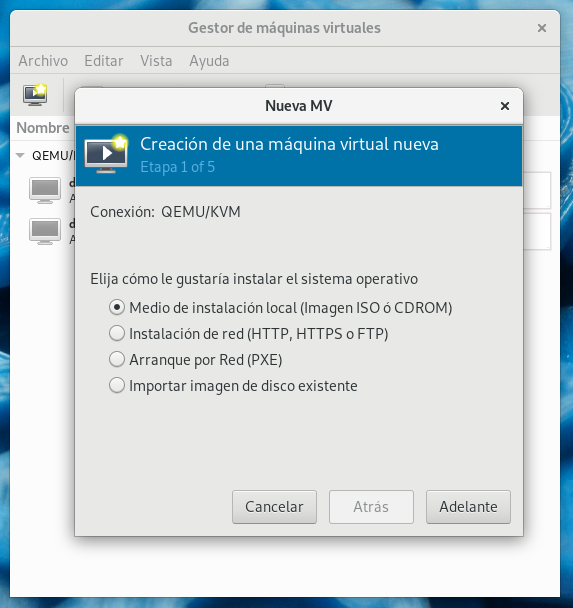 Gestor de máquinas virtuales
Archivo Editar Vista Ayuda
Nueva MV
Nombre
Creación de una máquina virtual nueva
Etapa 1 of 5
Conexión: QEMU/KVM
Elija cómo le gustaría instalar el sistema operativo
Medio de instalación local (Imagen ISO ó CDROM)
Instalación de red (HTTP, HTTPS o FTP)
Arranque por Red (PXE)
Importar imagen de disco existente
Cancelar Atrás Adelante